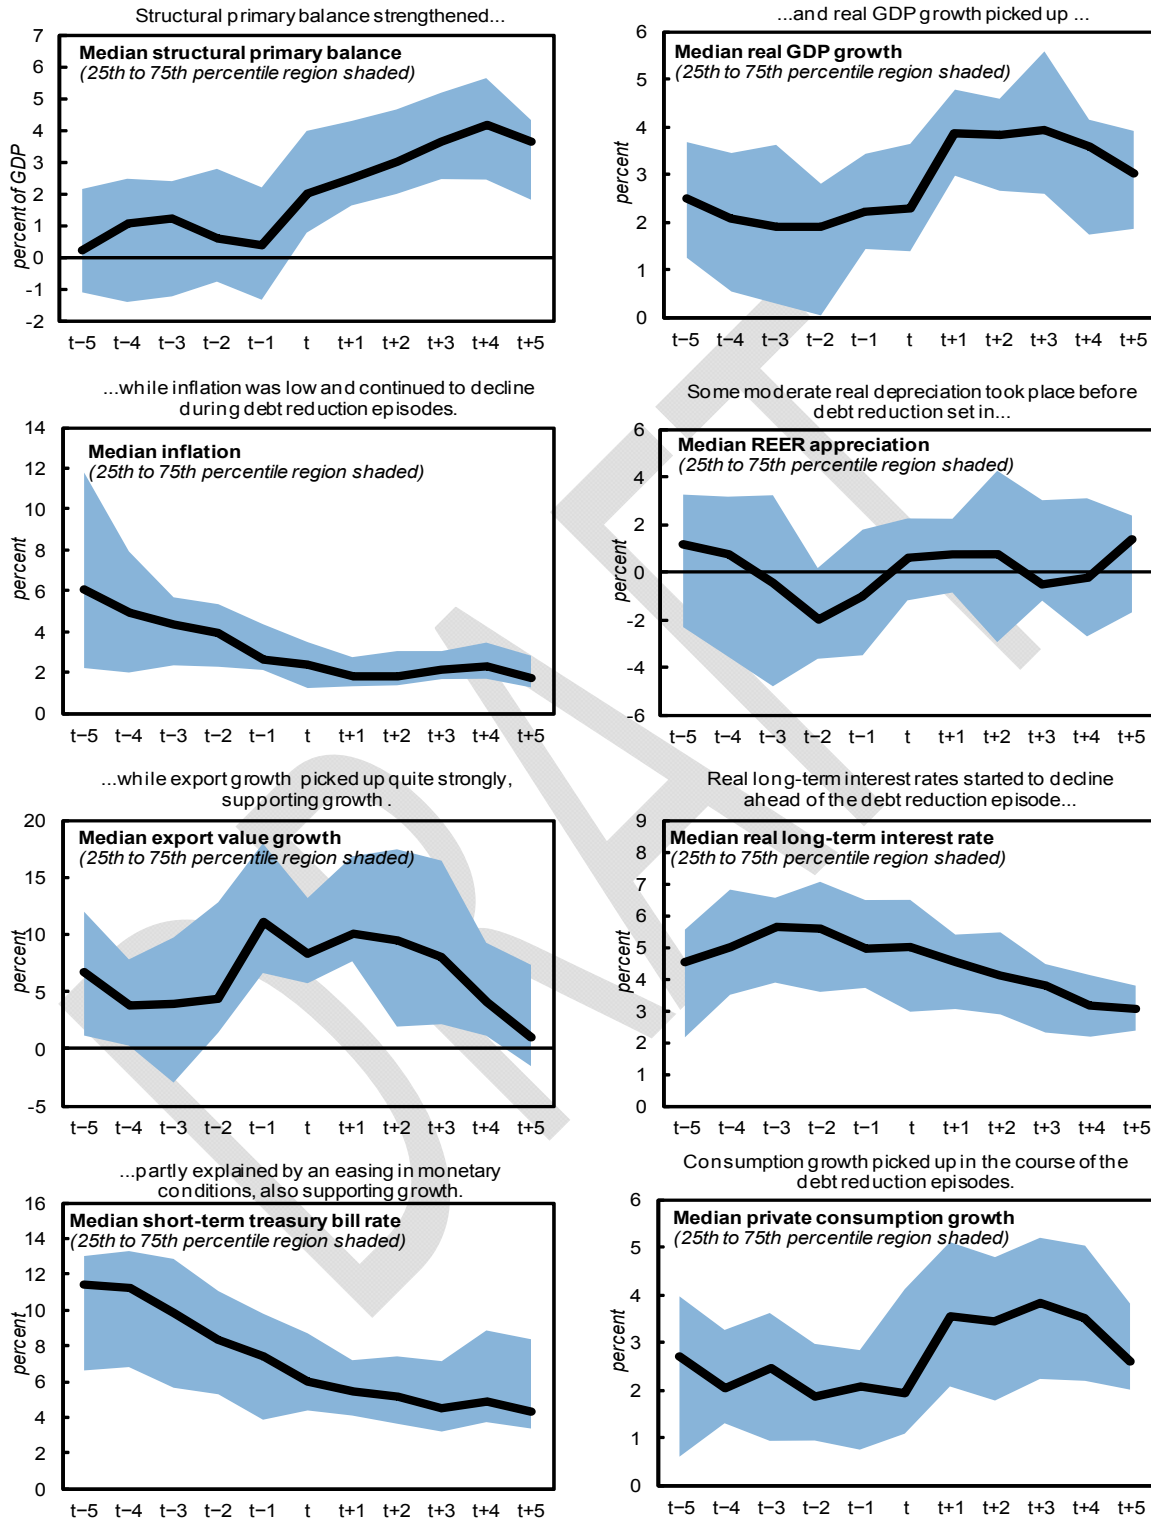 Structural primary balance strengthened...
Median structural primary balance
(25th to 75th percentile region shaded)
percent of GDP
7
6
5
4
3
2
1
0
-1
-2
t−5 t−4 t−3 t−2 t−1 t t+1 t+2 t+3 t+4 t+5
...and real GDP growth picked up ...
Median real GDP growth
(25th to 75th percentile region shaded)
percent
6
5
4
3
2
1
0
t−5 t−4 t−3 t−2 t−1 t t+1 t+2 t+3 t+4 t+5
...while inflation was low and continued to decline
during debt reduction episodes.
Median inflation
(25th to 75th percentile region shaded)
percent
14
12
10
8
6
4
2
0
t−5 t−4 t−3 t−2 t−1 t t+1 t+2 t+3 t+4 t+5
Some moderate real depreciation took place before
debt reduction set in...
Median REER appreciation
(25th to 75th percentile region shaded)
percent
6
4
2
0
-2
-4
-6
t−5 t−4 t−3 t−2 t−1 t t+1 t+2 t+3 t+4 t+5
...while export growth picked up quite strongly,
supporting growth .
Median export value growth
(25th to 75th percentile region shaded)
percent
20
15
10
5
0
-5
t−5 t−4 t−3 t−2 t−1 t t+1 t+2 t+3 t+4 t+5
Real long-term interest rates started to decline
ahead of the debt reduction episode...
Median real long-term interest rate
(25th to 75th percentile region shaded)
percent
9
8
7
6
5
4
3
2
1
0
t−5 t−4 t−3 t−2 t−1 t t+1 t+2 t+3 t+4 t+5
...partly explained by an easing in monetary
conditions, also supporting growth.
Median short-term treasury bill rate
(25th to 75th percentile region shaded)
percent
16
14
12
10
8
6
4
2
0
t−5 t−4 t−3 t−2 t−1 t t+1 t+2 t+3 t+4 t+5
Consumption growth picked up in the course of the
debt reduction episodes.
Median private consumption growth
(25th to 75th percentile region shaded)
percent
6
5
4
3
2
1
0
t−5 t−4 t−3 t−2 t−1 t t+1 t+2 t+3 t+4 t+5
DRAFT